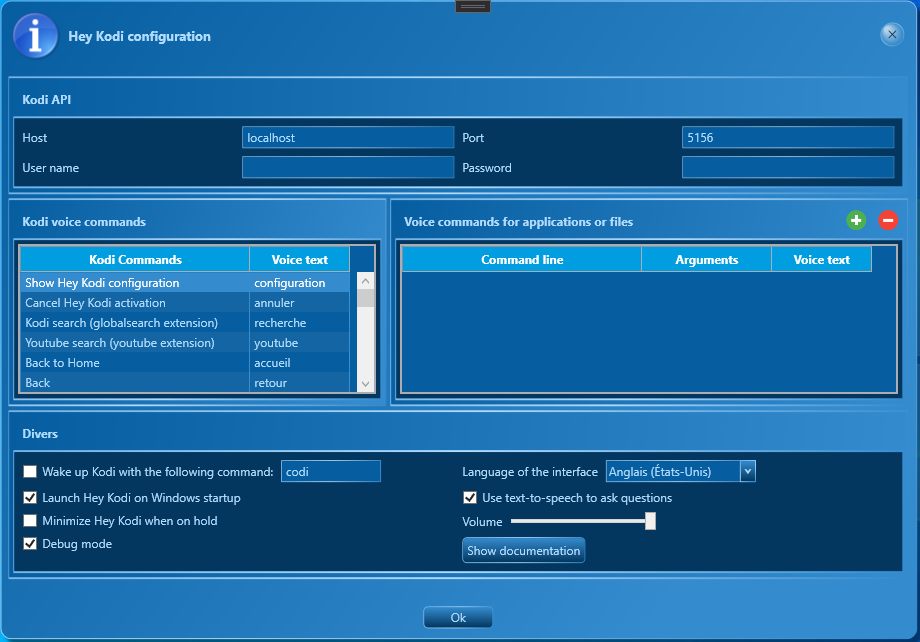 Hey Kodi configuration
Kodi API
Host localhost Port 5156
User name Password
Kodi voice commands
Kodi Commands Voice text
Show Hey Kodi configuration configuration
Cancel Hey Kodi activation annuler
Kodi search (globalsearch extension) recherche
Youtube search (youtube extension) youtube
Back to Home accueil
Back retour
Voice commands for applications or files
Command line Arguments Voice text
Divers
Wake up Kodi with the following command: codi
Launch Hey Kodi on Windows startup
Minimize Hey Kodi when on hold
Debug mode
Language of the interface Anglais (États-Unis)
Use text-to-speech to ask questions
Volume
Show documentation
Ok